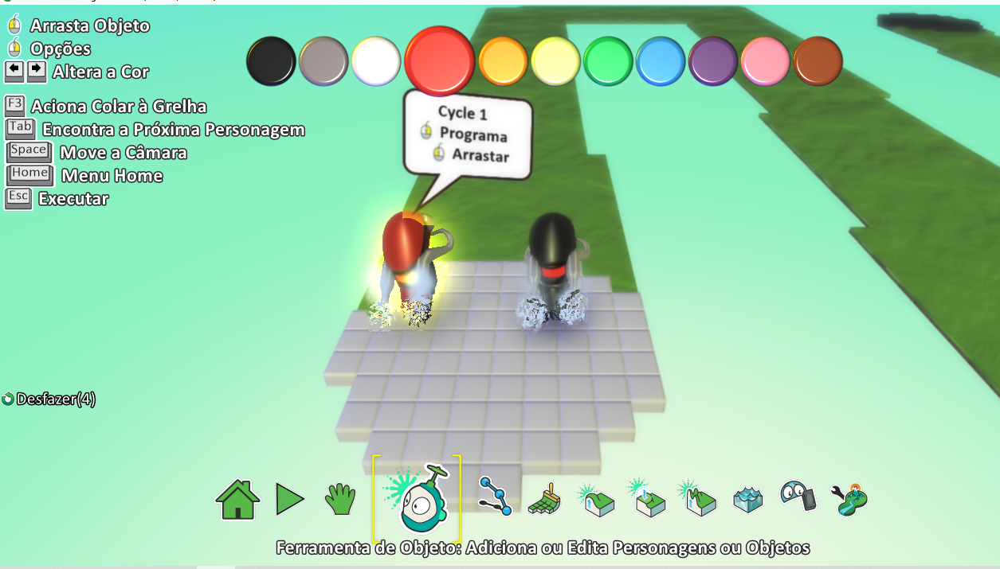 Arrasta Objeto
Opções
Altera a Cor
F3 Aciona Colar à Grelha
Tab Encontra a Próxima Personagem
Space Move a Câmara
Home Menu Home
Esc Executar
Cycle 1
Programa
Arrastar
Desfazer(4)
Ferramenta de Objeto: Adiciona ou Edita Personagens ou Objetos